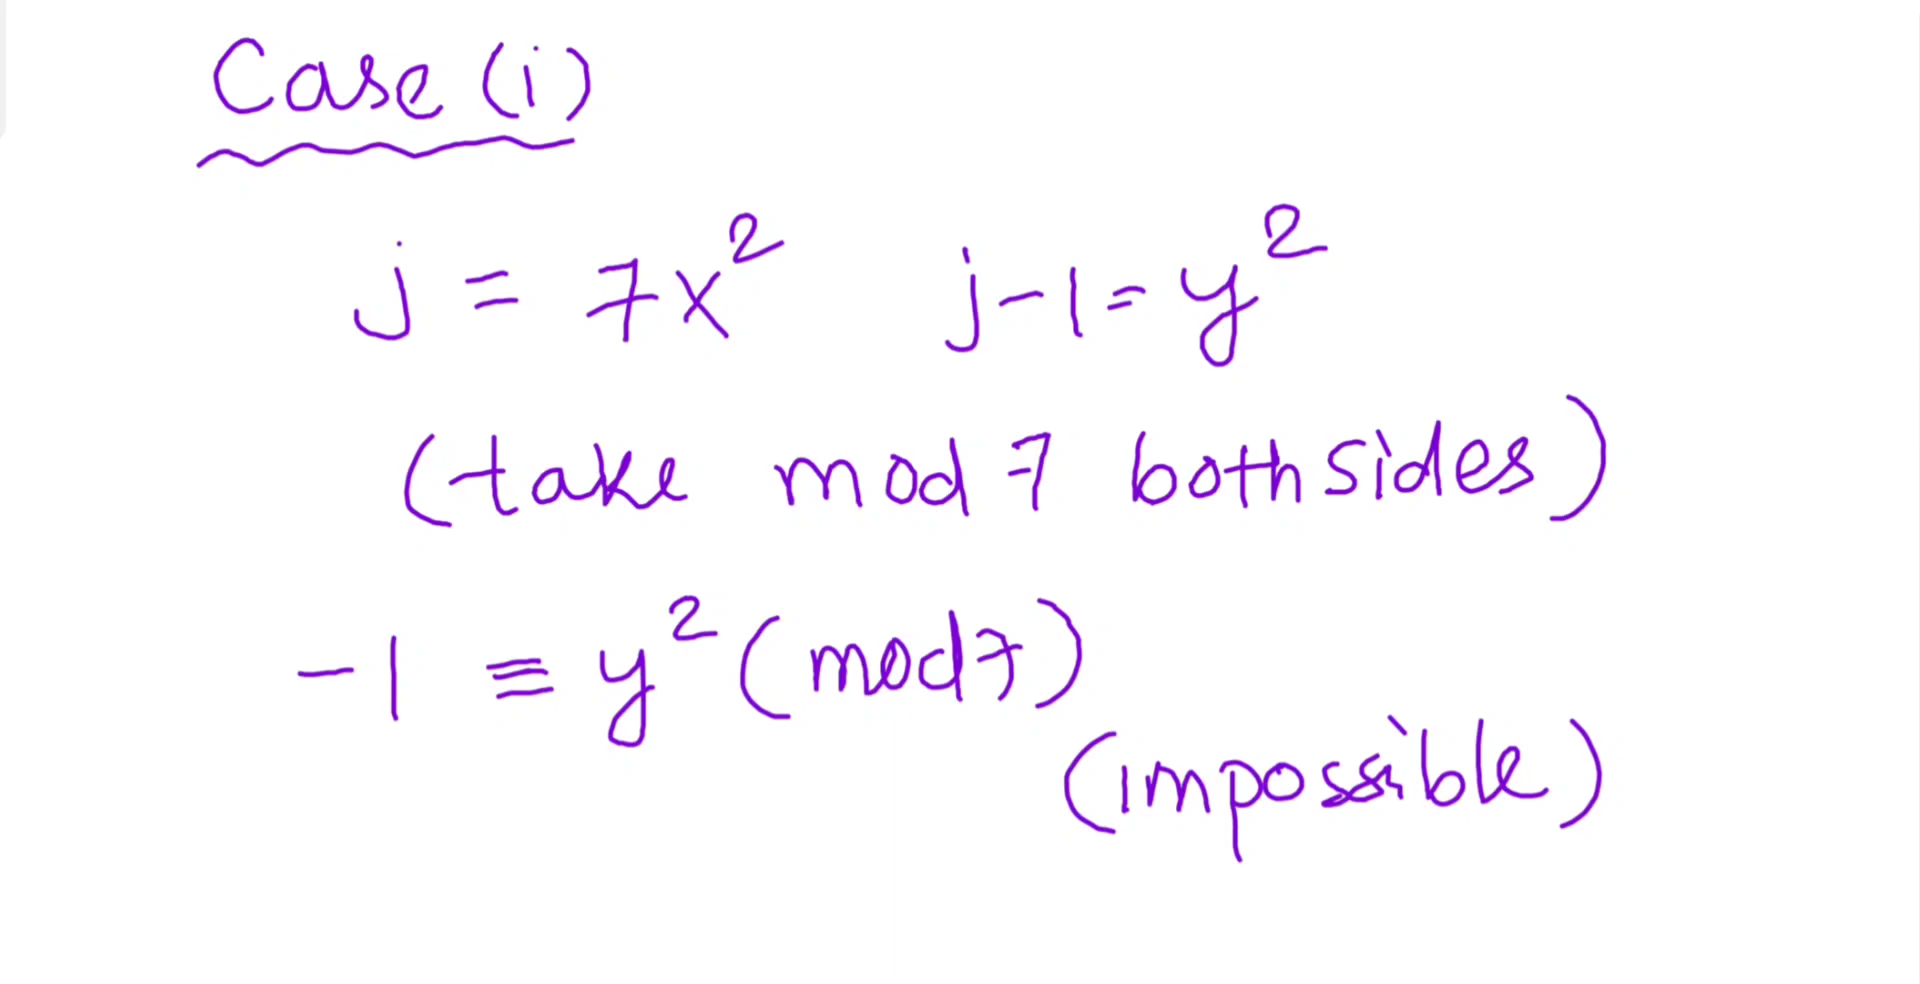 Case (i)
j = 7x² j-1 = y²
(take mod 7 both sides)
-1 ≡ y² (mod 7)
(impossible)